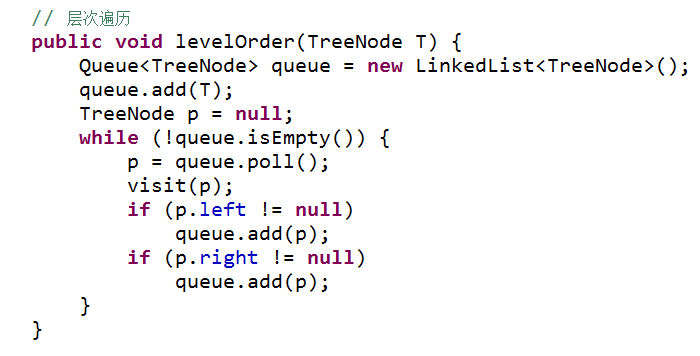 // 层次遍历
public void levelOrder(TreeNode T) {
    Queue<TreeNode> queue = new LinkedList<TreeNode>();
    queue.add(T);
    TreeNode p = null;
    while (!queue.isEmpty()) {
        p = queue.poll();
        visit(p);
        if (p.left != null)
            queue.add(p);
        if (p.right != null)
            queue.add(p);
    }
}